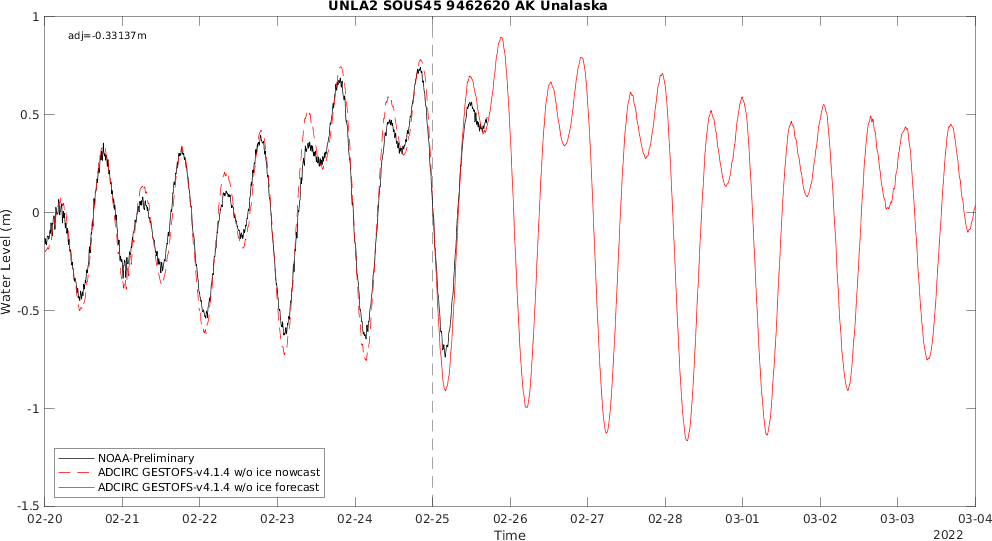 UNLA2 SOUS45 9462620 AK Unalaska
adj=-0.33137m
1
0.5
0
-0.5
-1
-1.5
Water Level (m)
NOAA-Preliminary
ADCIRC GESTOFS-v4.1.4 w/o ice nowcast
ADCIRC GESTOFS-v4.1.4 w/o ice forecast
02-20 02-21 02-22 02-23 02-24 02-25 02-26 02-27 02-28 03-01 03-02 03-03 03-04
Time
2022